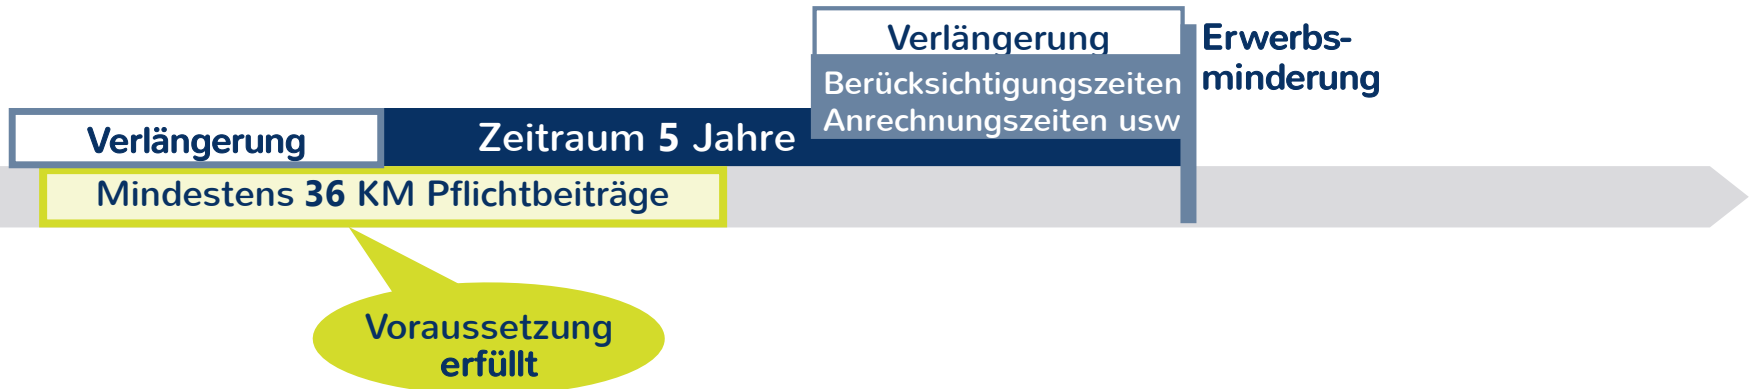 Verlängerung
Berücksichtigungszeiten
Anrechnungszeiten usw
Erwerbs-
minderung
Verlängerung
Zeitraum 5 Jahre
Mindestens 36 KM Pflichtbeiträge
Voraussetzung
erfüllt